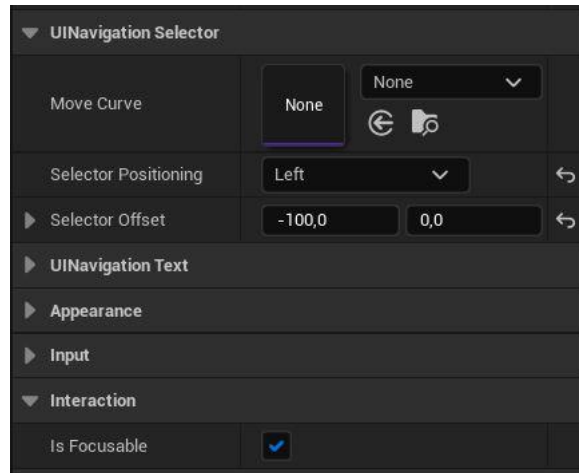 UINavigation Selector
Move Curve
None
None
Selector Positioning
Left
Selector Offset
-100,0
0,0
UINavigation Text
Appearance
Input
Interaction
Is Focusable